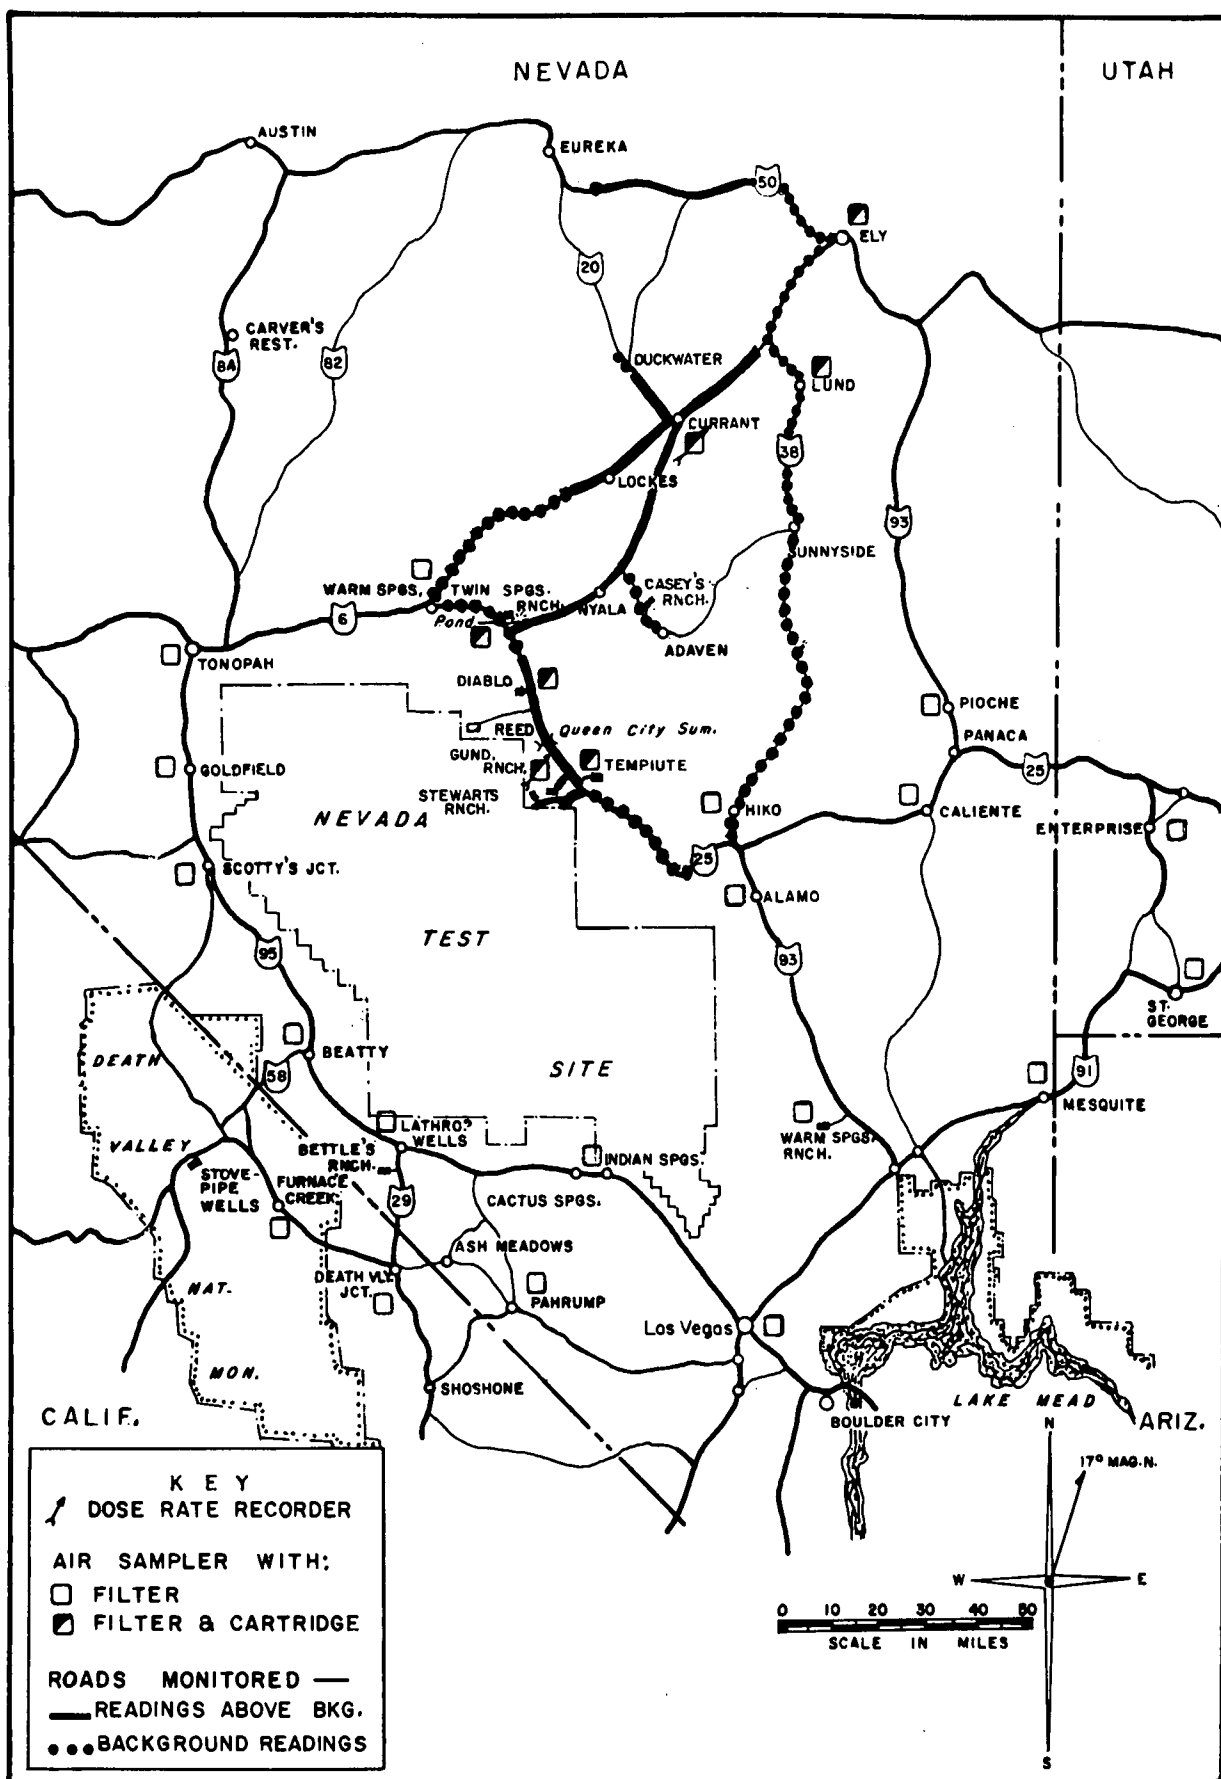 NEVADA
UTAH
AUSTIN
EUREKA
50
ELY
20
CARVER'S
REST.
8A
82
DUCKWATER
LUND
CURRANT
38
LOCKES
93
SUNNYSIDE
WARM SPGS.
TWIN SPGS.
RNCH.
CASEY'S
RNCH.
NYALA
6
Pond
ADAVEN
TONOPAH
DIABLO
PIOCHE
REED
Queen City Sum.
PANACA
GUND.
RNCH.
TEMPIUTE
25
GOLDFIELD
STEWARTS
RNCH.
HIKO
CALIENTE
NEVADA
ENTERPRISE
25
SCOTTY'S JCT.
ALAMO
TEST
95
93
ST.
GEORGE
BEATTY
DEATH
SITE
58
91
MESQUITE
LATHROP
WELLS
VALLEY
BETTLE'S
RNCH.
WARM SPGS.
RNCH.
INDIAN SPGS.
STOVE-
PIPE
WELLS
FURNACE
CREEK
29
CACTUS SPGS.
ASH MEADOWS
DEATH VLY.
JCT.
NAT.
PAHRUMP
Las Vegas
MON.
SHOSHONE
LAKE MEAD
CALIF.
BOULDER CITY
ARIZ.
N
17° MAG.N.
KEY
DOSE RATE RECORDER
AIR SAMPLER WITH:
FILTER
FILTER & CARTRIDGE
ROADS MONITORED
READINGS ABOVE BKG.
BACKGROUND READINGS
W
E
0 10 20 30 40 50
SCALE IN MILES
S